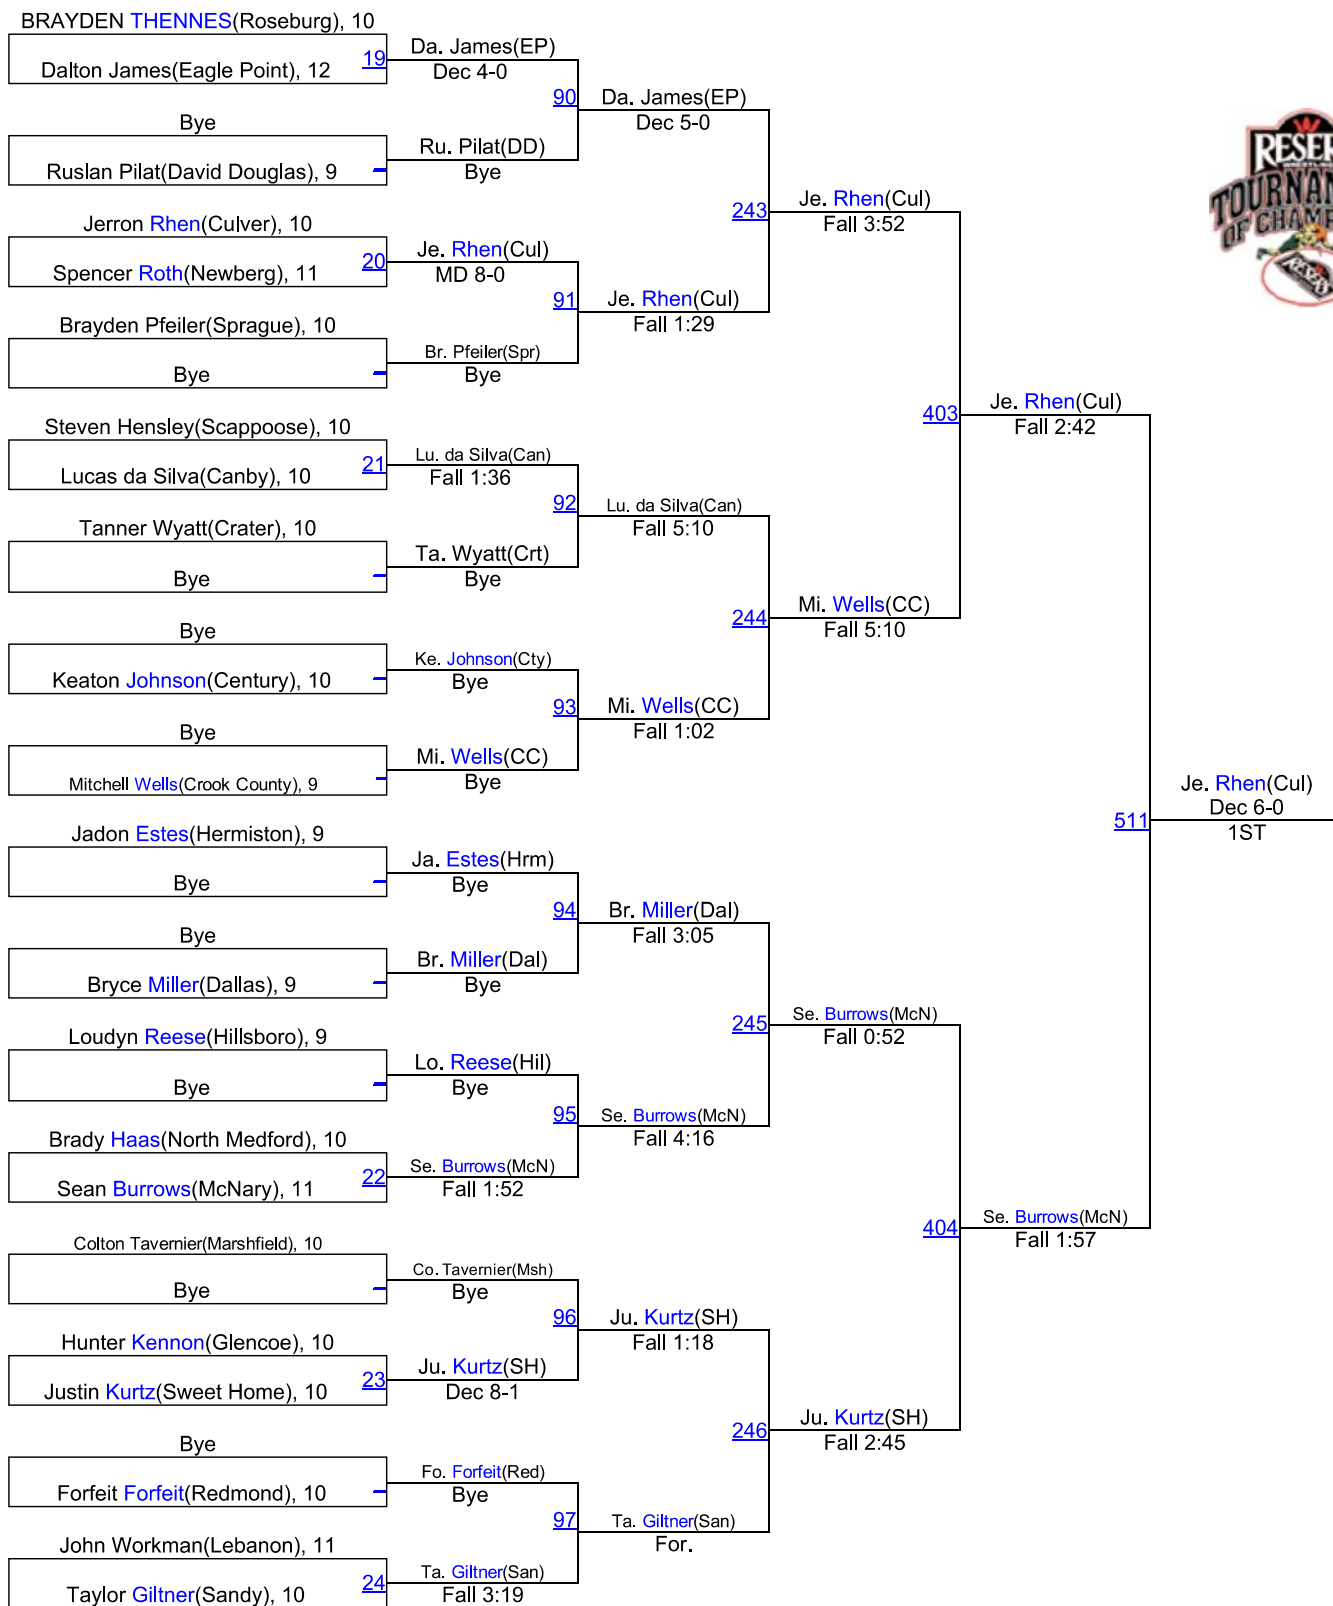 BRAYDEN THENNES(Roseburg), 10
Dalton James(Eagle Point), 12
19
Bye
Ruslan Pilat(David Douglas), 9
Jerron Rhen(Culver), 10
Spencer Roth(Newberg), 11
20
Brayden Pfeiler(Sprague), 10
Bye
Steven Hensley(Scappoose), 10
Lucas da Silva(Canby), 10
21
Tanner Wyatt(Crater), 10
Bye
Bye
Keaton Johnson(Century), 10
Bye
Mitchell Wells(Crook County), 9
Jadon Estes(Hermiston), 9
Bye
Bye
Bryce Miller(Dallas), 9
Loudyn Reese(Hillsboro), 9
Bye
Brady Haas(North Medford), 10
Sean Burrows(McNary), 11
22
Colton Tavernier(Marshfield), 10
Bye
Hunter Kennon(Glencoe), 10
Justin Kurtz(Sweet Home), 10
23
Bye
Forfeit Forfeit(Redmond), 10
John Workman(Lebanon), 11
Taylor Giltner(Sandy), 10
24
Da. James(EP)
Dec 4-0
90
Ru. Pilat(DD)
Bye
Je. Rhen(Cul)
MD 8-0
91
Br. Pfeiler(Spr)
Bye
Lu. da Silva(Can)
Fall 1:36
92
Ta. Wyatt(Crt)
Bye
Ke. Johnson(Cty)
Bye
93
Mi. Wells(CC)
Bye
Ja. Estes(Hrm)
Bye
94
Br. Miller(Dal)
Bye
Lo. Reese(Hil)
Bye
95
Se. Burrows(McN)
Fall 1:52
Co. Tavernier(Msh)
Bye
96
Ju. Kurtz(SH)
Dec 8-1
Fo. Forfeit(Red)
Bye
97
Ta. Giltner(San)
Fall 3:19
Da. James(EP)
Dec 5-0
243
Je. Rhen(Cul)
Fall 1:29
Lu. da Silva(Can)
Fall 5:10
244
Mi. Wells(CC)
Fall 1:02
Br. Miller(Dal)
Fall 3:05
245
Se. Burrows(McN)
Fall 4:16
Ju. Kurtz(SH)
Fall 1:18
246
Ta. Giltner(San)
For.
Je. Rhen(Cul)
Fall 3:52
403
Mi. Wells(CC)
Fall 5:10
Se. Burrows(McN)
Fall 0:52
404
Ju. Kurtz(SH)
Fall 2:45
Je. Rhen(Cul)
Fall 2:42
511
Se. Burrows(McN)
Fall 1:57
Je. Rhen(Cul)
Dec 6-0
1ST
RESER
TOURNAM
OF CHAMP